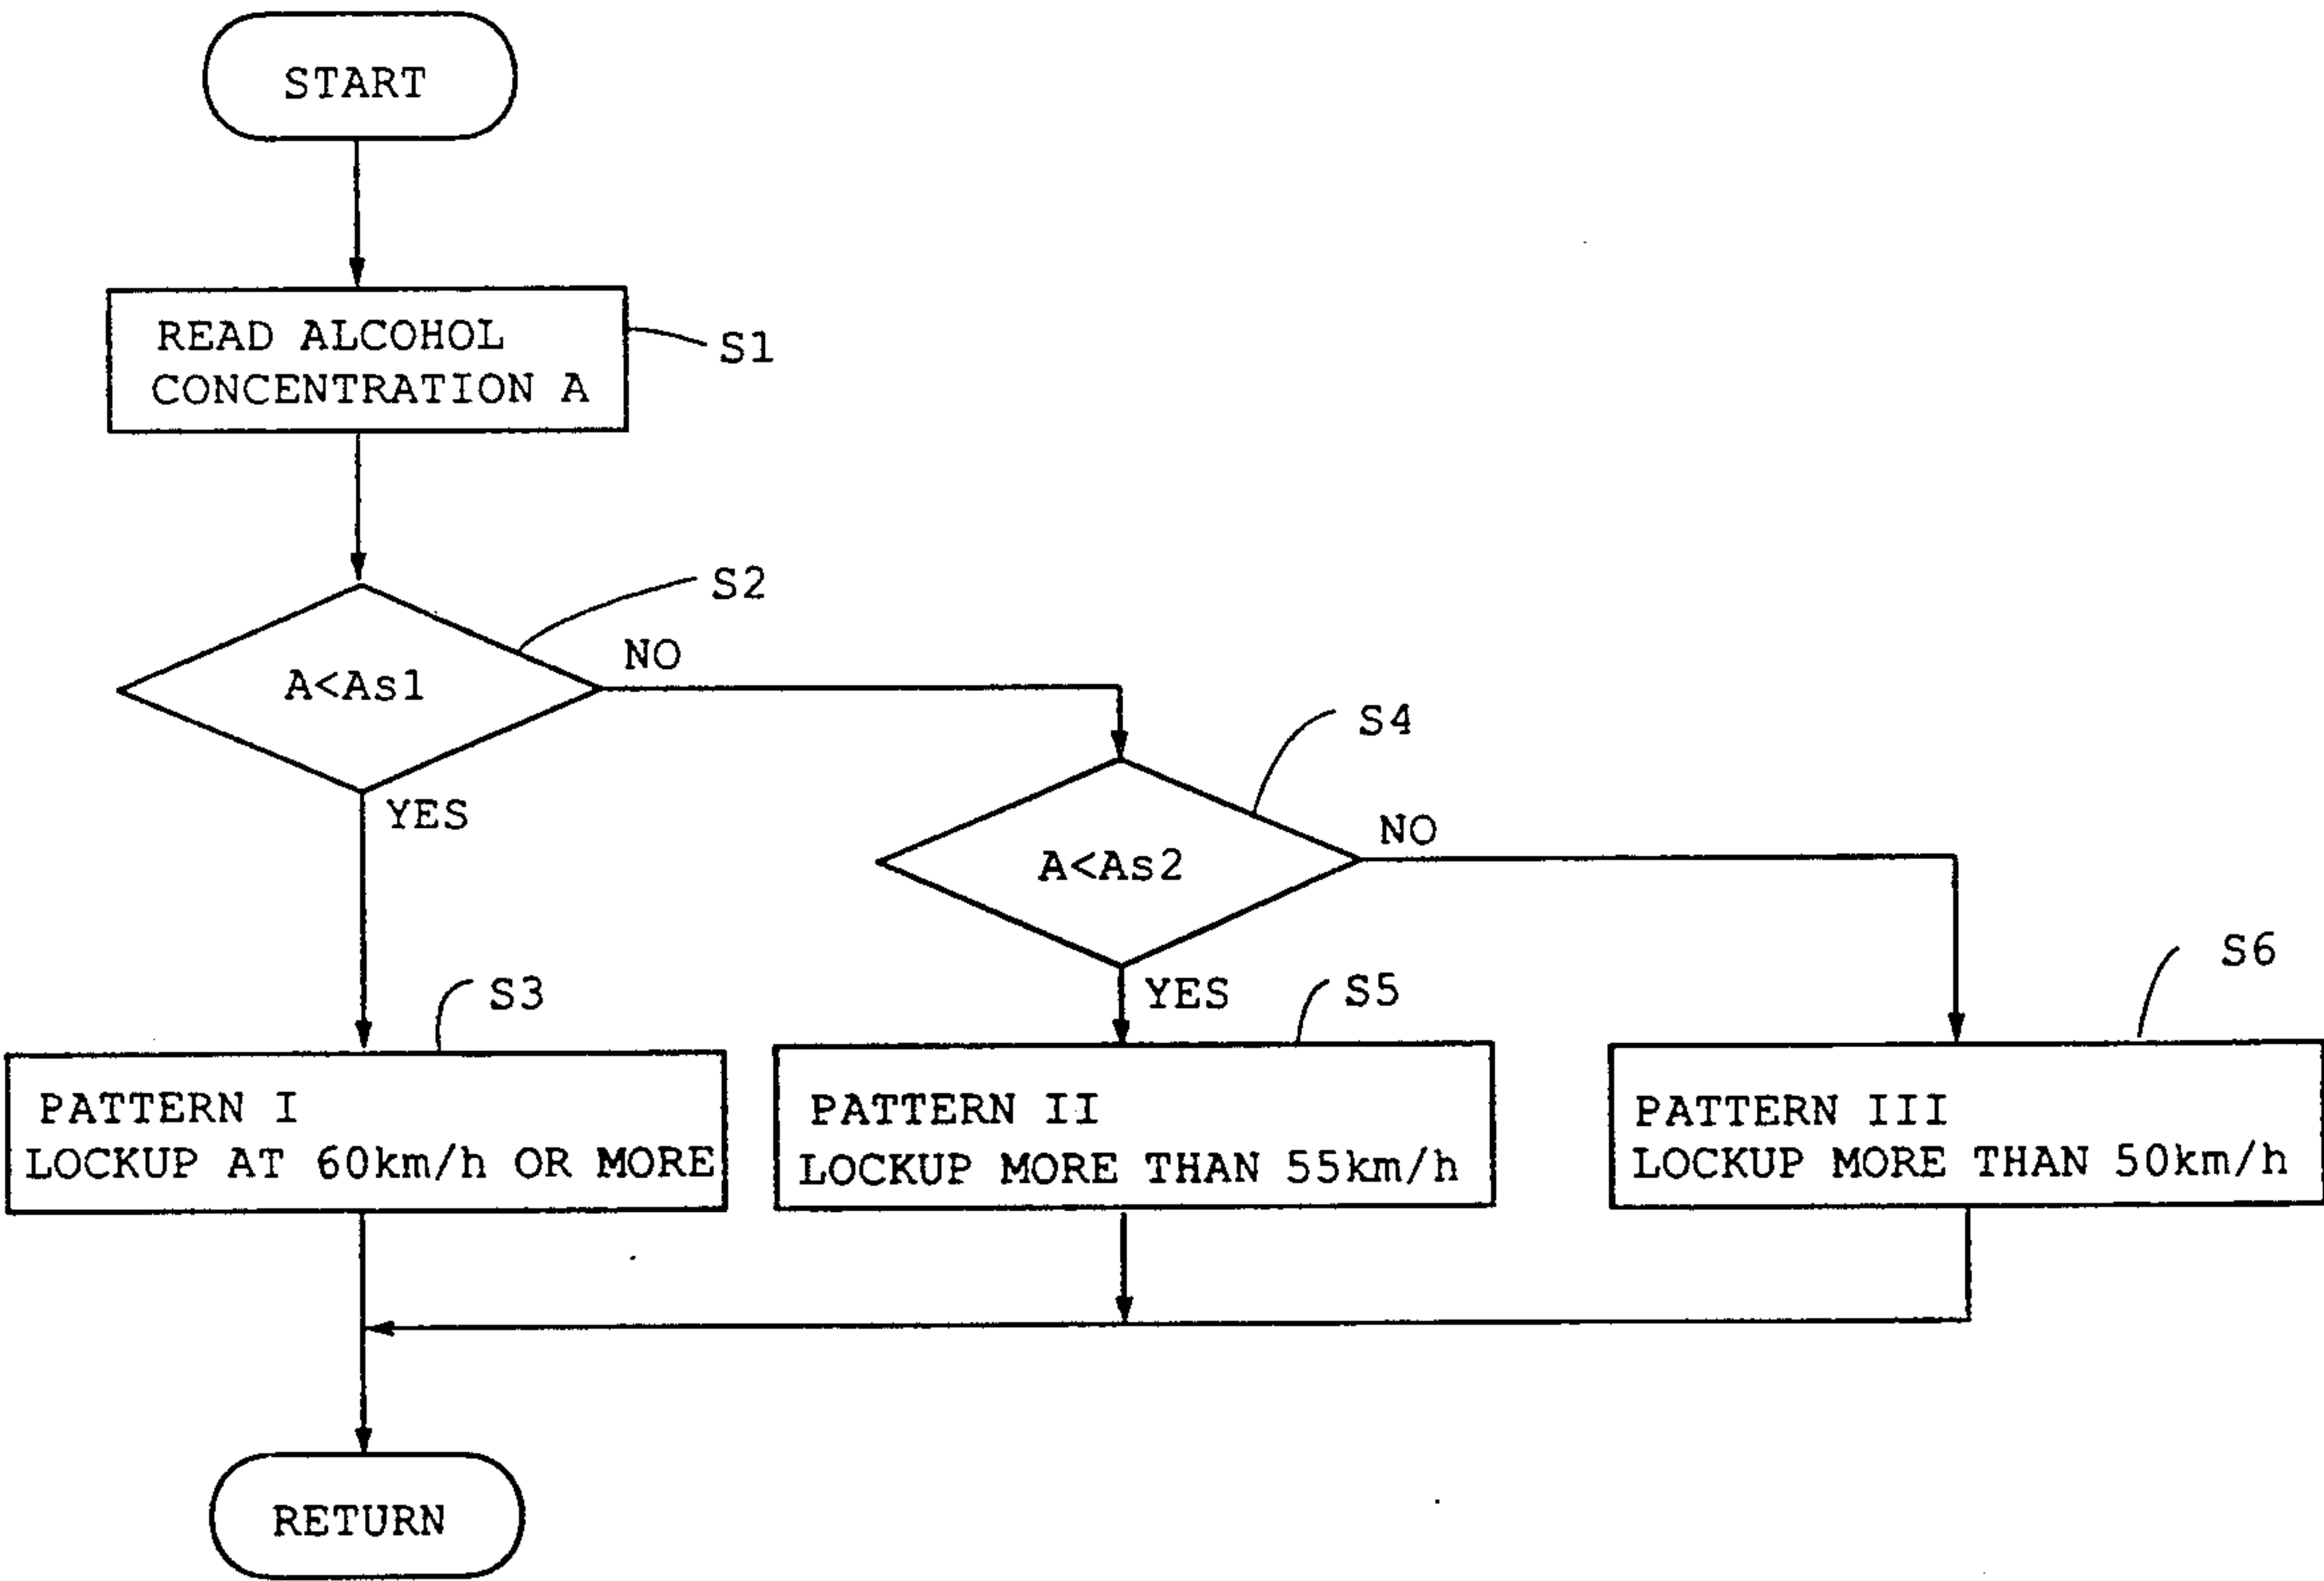 START
READ ALCOHOL
CONCENTRATION A
S1
S2
A<As1
NO
YES
S4
A<As2
NO
YES
S3
PATTERN I
LOCKUP AT 60km/h OR MORE
S5
PATTERN II
LOCKUP MORE THAN 55km/h
S6
PATTERN III
LOCKUP MORE THAN 50km/h
RETURN